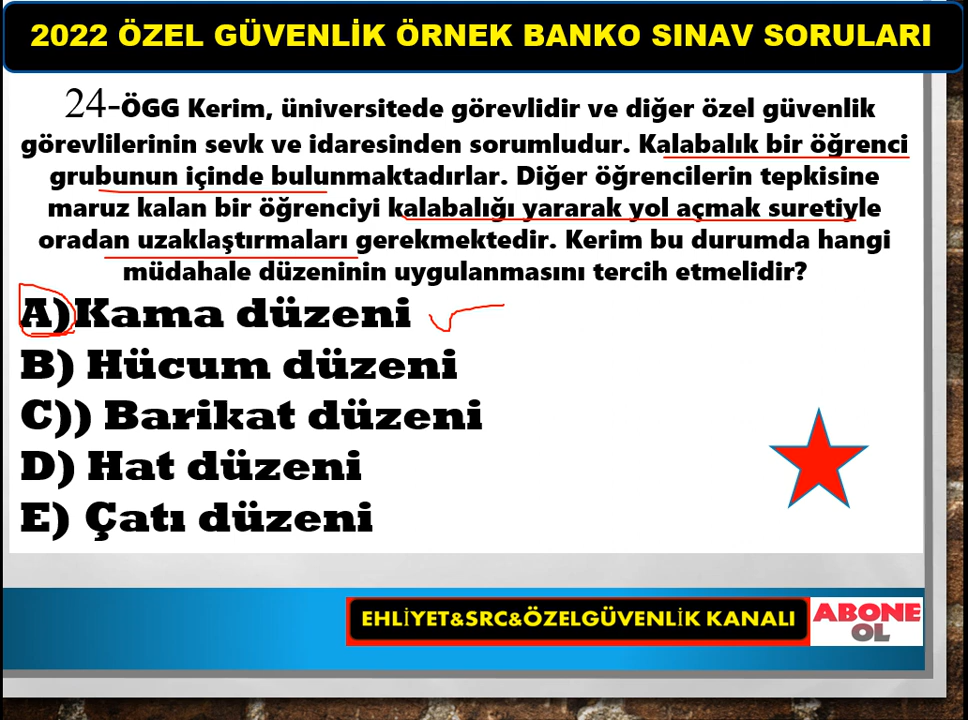 2022 ÖZEL GÜVENLİK ÖRNEK BANKO SINAV SORULARI
24-ÖGG Kerim, üniversitede görevlidir ve diğer özel güvenlik
görevlilerinin sevk ve idaresinden sorumludur. Kalabalık bir öğrenci
grubunun içinde bulunmaktadırlar. Diğer öğrencilerin tepkisine
maruz kalan bir öğrenciyi kalabalığı yararak yol açmak suretiyle
oradan uzaklaştırmaları gerekmektedir. Kerim bu durumda hangi
müdahale düzeninin uygulanmasını tercih etmelidir?
A)Kama düzeni
B) Hücum düzeni
C)) Barikat düzeni
D) Hat düzeni
E) Çatı düzeni
EHLİYET&SRC&ÖZELGÜVENLİK KANALI
ABONE
OL